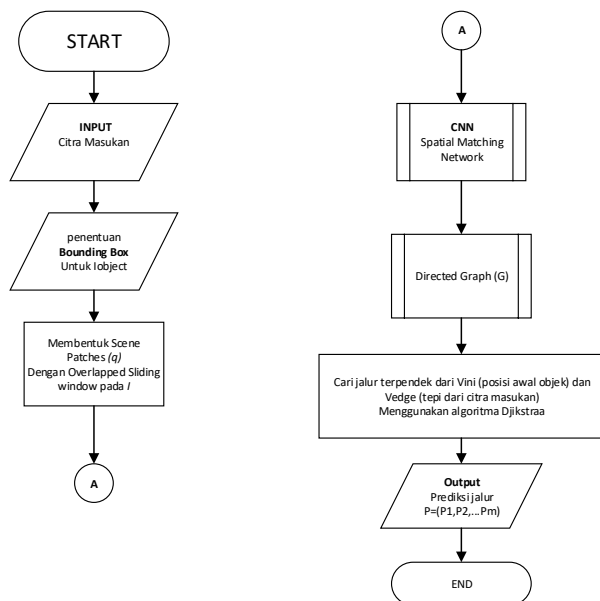 START
INPUT
Citra Masukan
penentuan
Bounding Box
Untuk Iobject
Membentuk Scene
Patches (q)
Dengan Overlapped Sliding
window pada I
A
A
CNN
Spatial Matching
Network
Directed Graph (G)
Cari jalur terpendek dari Vini (posisi awal objek) dan
Vedge (tepi dari citra masukan)
Menggunakan algoritma Djikstraa
Output
Prediksi jalur
P=(P1,P2,...Pm)
END